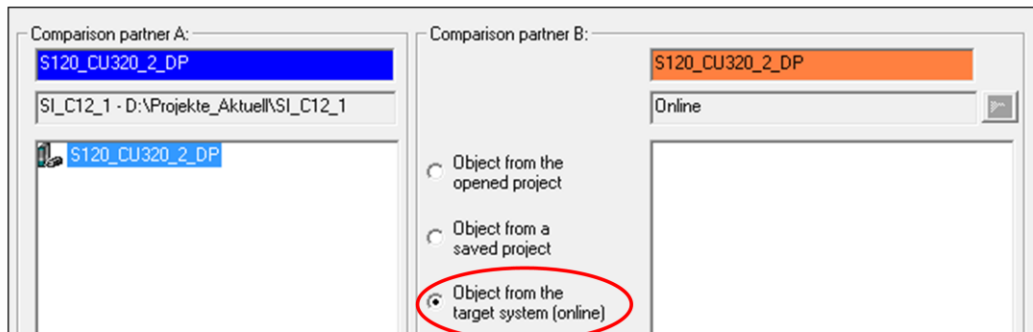 Comparison partner A:
S120_CU320_2_DP
SI_C12_1 - D:\Projekte_Aktuell\SI_C12_1
S120_CU320_2_DP
Comparison partner B:
S120_CU320_2_DP
Online
Object from the
opened project
Object from a
saved project
Object from the
target system (online)